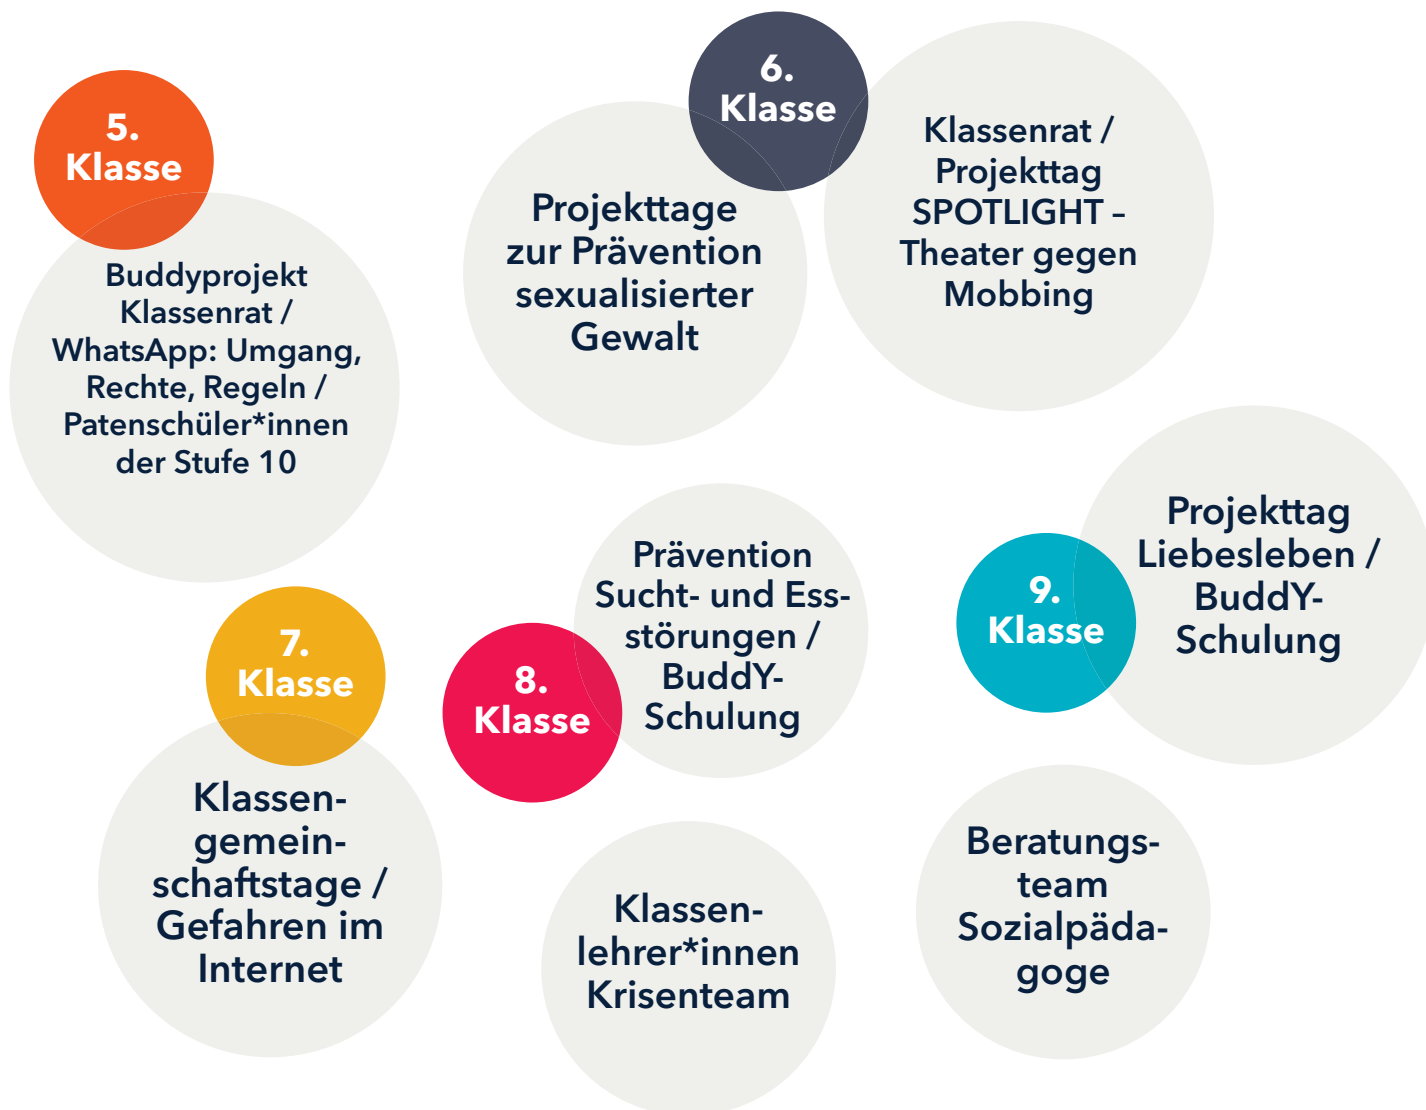 5.
Klasse
Buddyprojekt
Klassenrat /
WhatsApp: Umgang,
Rechte, Regeln /
Patenschüler*innen
der Stufe 10
6.
Klasse
Projekttage
zur Prävention
sexualisierter
Gewalt
Klassenrat /
Projekttag
SPOTLIGHT –
Theater gegen
Mobbing
7.
Klasse
Klassen-
gemein-
schaftstage /
Gefahren im
Internet
8.
Klasse
Prävention
Sucht- und Ess-
störungen /
BuddY-
Schulung
9.
Klasse
Projekttag
Liebesleben /
BuddY-
Schulung
Klassen-
lehrer*innen
Krisenteam
Beratungs-
team
Sozialpäda-
goge